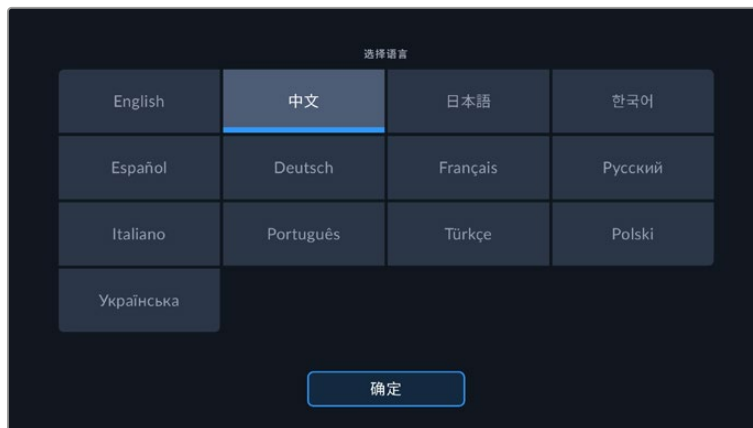 选择语言
English 中文 日本語 한국어
Español Deutsch Français Русский
Italiano Português Türkçe Polski
Українська
确定